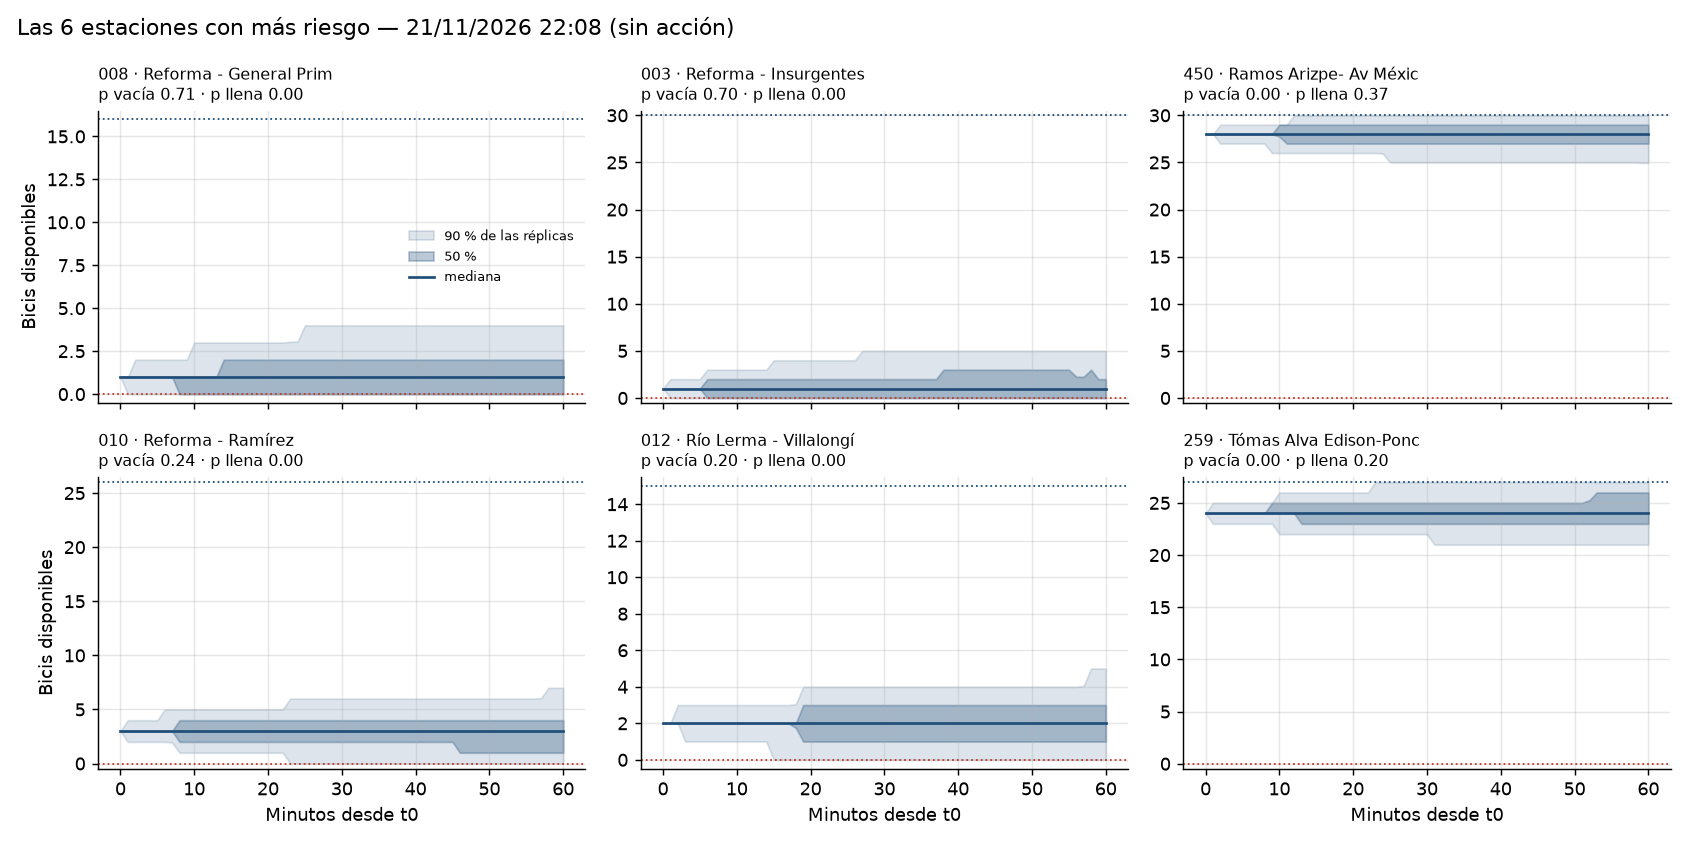 Las 6 estaciones con más riesgo — 21/11/2026 22:08 (sin acción)
008 · Reforma - General Prim
p vacía 0.71 · p llena 0.00
15.0
12.5
10.0
7.5
5.0
2.5
0.0
Bicis disponibles
90 % de las réplicas
50 %
mediana
003 · Reforma - Insurgentes
p vacía 0.70 · p llena 0.00
30
25
20
15
10
5
0
450 · Ramos Arizpe- Av Méxic
p vacía 0.00 · p llena 0.37
30
25
20
15
10
5
0
010 · Reforma - Ramírez
p vacía 0.24 · p llena 0.00
25
20
15
10
5
0
Bicis disponibles
0 10 20 30 40 50 60
Minutos desde t0
012 · Río Lerma - Villalongí
p vacía 0.20 · p llena 0.00
14
12
10
8
6
4
2
0
0 10 20 30 40 50 60
Minutos desde t0
259 · Tómas Alva Edison-Ponc
p vacía 0.00 · p llena 0.20
25
20
15
10
5
0
0 10 20 30 40 50 60
Minutos desde t0